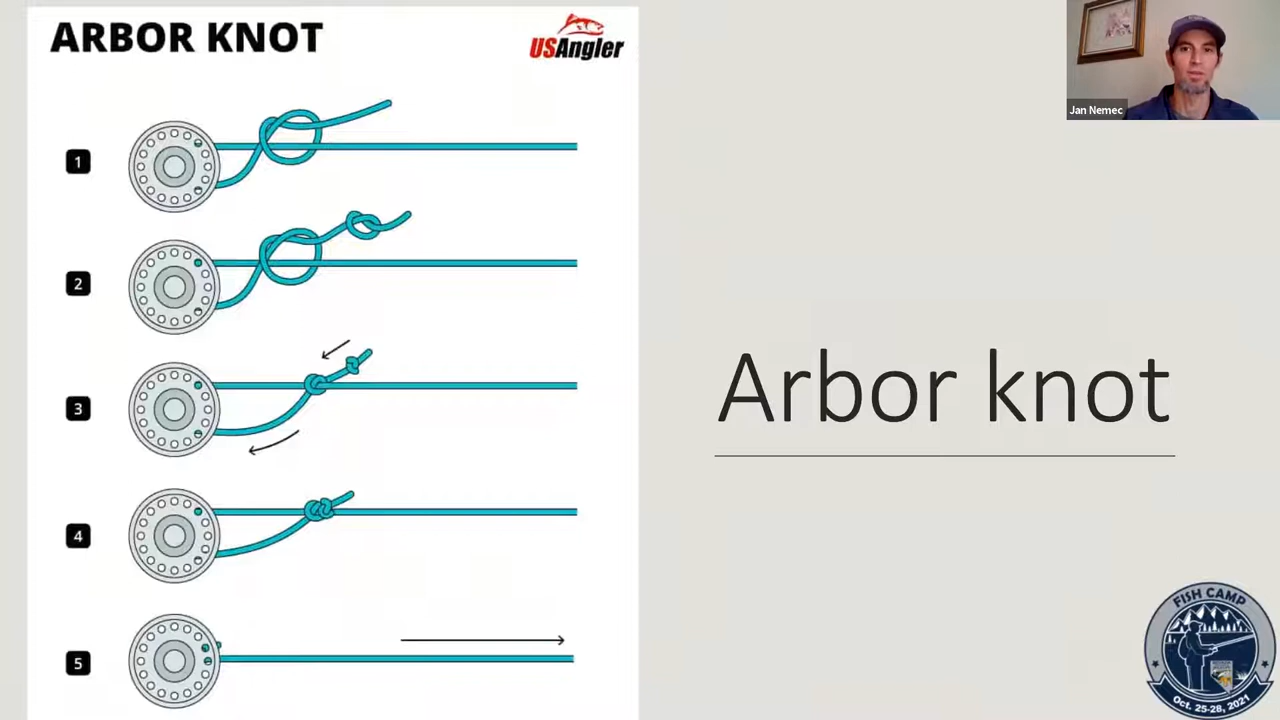 ARBOR KNOT
USAngler
1
2
3
4
5
Arbor knot
Jan Nemec
FISH CAMP
Oct. 25-28, 2021